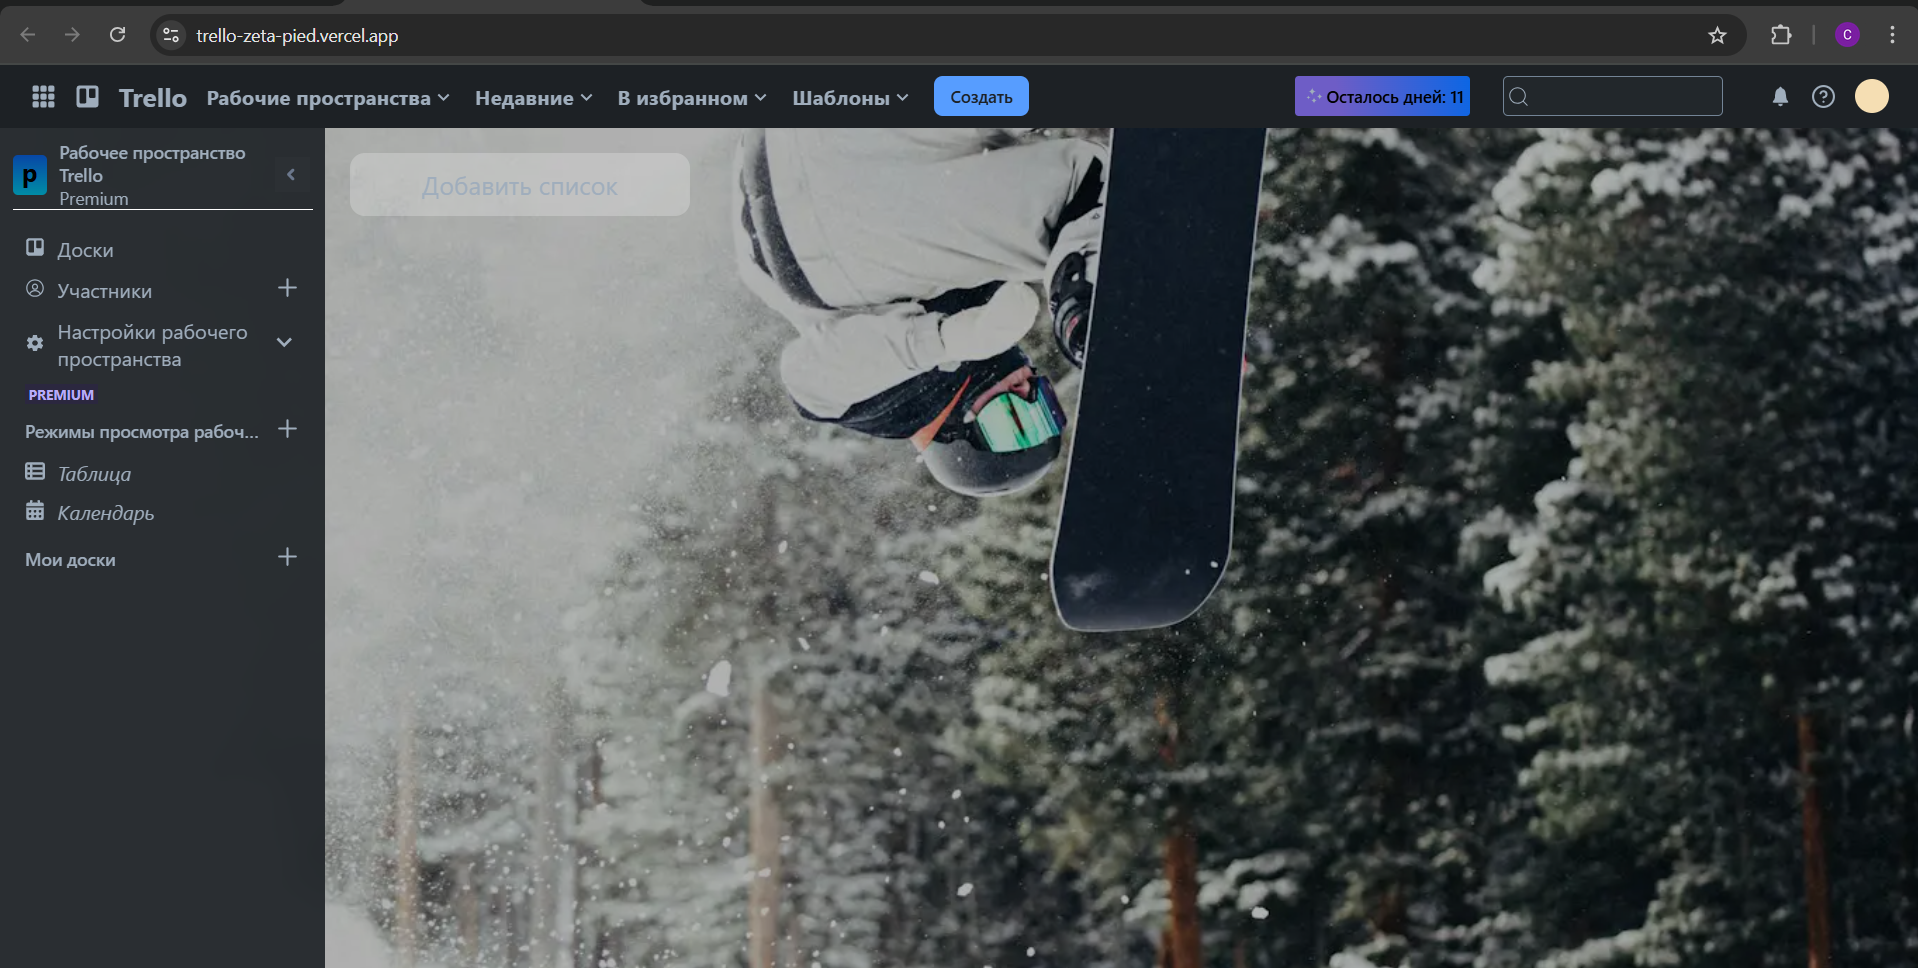 trello-zeta-pied.vercel.app
C
Trello Рабочие пространства Недавние В избранном Шаблоны Создать Осталось дней: 11
p
Рабочее пространство
Trello
Premium
Добавить список
Доски
Участники
Настройки рабочего
пространства
PREMIUM
Режимы просмотра рабоч...
Таблица
Календарь
Мои доски